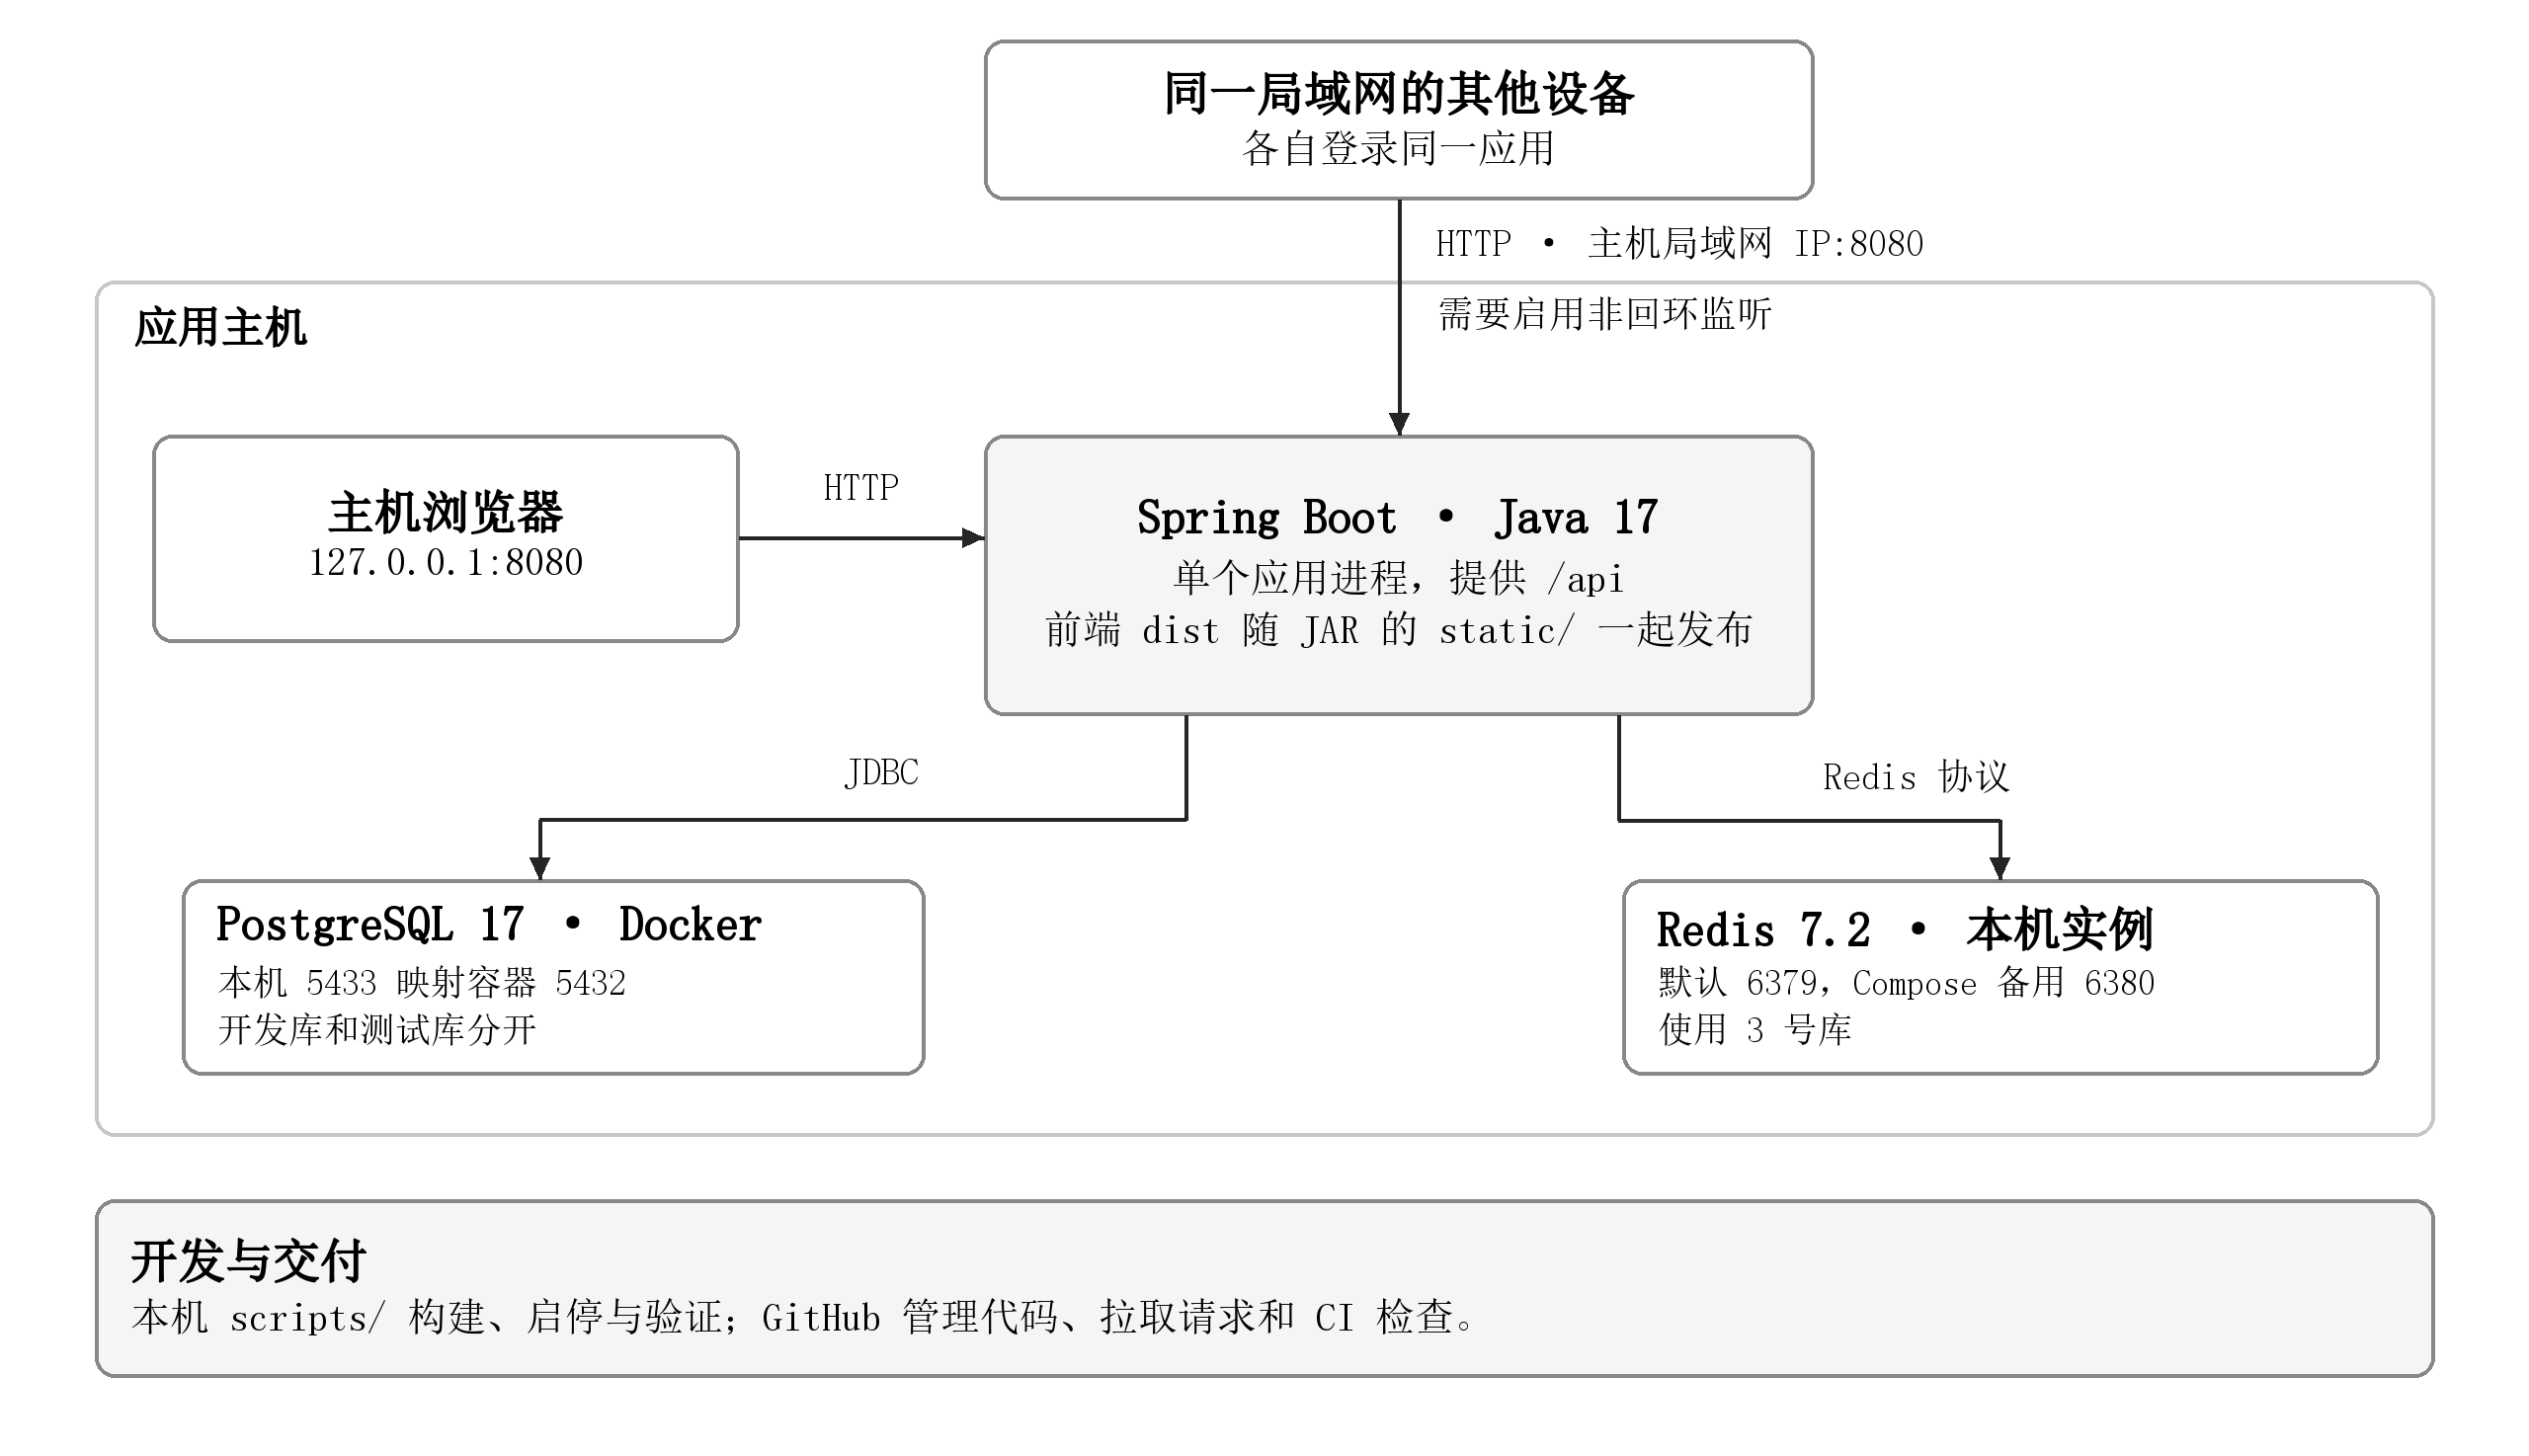 同一局域网的其他设备
各自登录同一应用
HTTP • 主机局域网 IP:8080
应用主机
需要启用非回环监听
主机浏览器
127.0.0.1:8080
HTTP
Spring Boot • Java 17
单个应用进程，提供 /api
前端 dist 随 JAR 的 static/ 一起发布
JDBC
Redis 协议
PostgreSQL 17 • Docker
本机 5433 映射容器 5432
开发库和测试库分开
Redis 7.2 • 本机实例
默认 6379，Compose 备用 6380
使用 3 号库
开发与交付
本机 scripts/ 构建、启停与验证；GitHub 管理代码、拉取请求和 CI 检查。